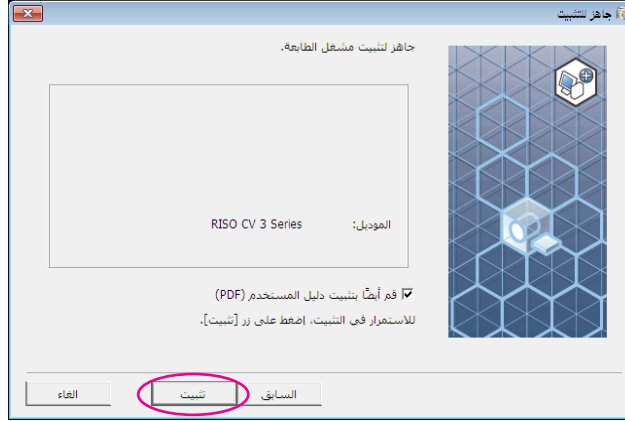 جاهز للتثبيت
جاهز لتثبيت مشغل الطابعة.
الموديل: RISO CV 3 Series
قم أيضًا بتثبيت دليل المستخدم (PDF)
للاستمرار في التثبيت، إضغط على زر [تثبيت].
السابق تثبيت الغاء